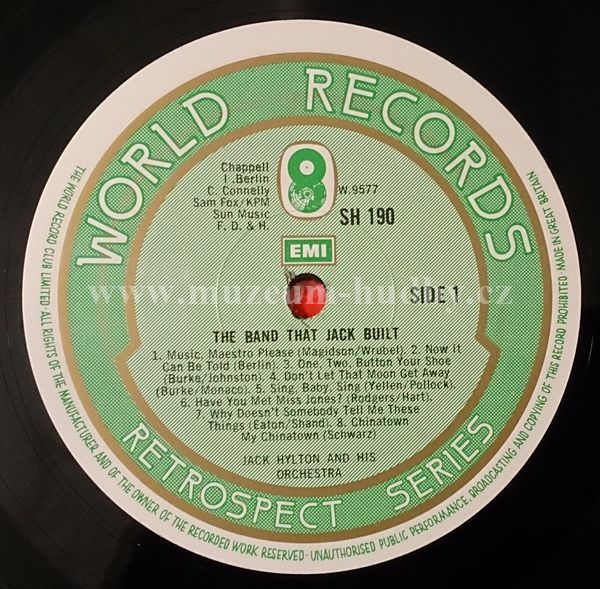 WORLD RECORDS
Chappell
I. Berlin
C. Connelly
Sam Fox/KPM
Sun Music
F. D. & H.
W.9577
SH 190
EMI
SIDE 1
www.muzeum-hudby.cz
THE BAND THAT JACK BUILT
1. Music, Maestro Please (Magidson/Wrubel). 2. Now It
Can Be Told (Berlin). 3. One, Two, Button Your Shoe
(Burke/Johnston). 4. Don't Let That Moon Get Away
(Burke/Monaco). 5. Sing, Baby, Sing (Yellen/Pollock).
6. Have You Met Miss Jones? (Rodgers/Hart).
7. Why Doesn't Somebody Tell Me These
Things (Eaton/Shand). 8. Chinatown
My Chinatown (Schwarz)
JACK HYLTON AND HIS
ORCHESTRA
RETROSPECT SERIES
THE WORLD RECORD CLUB LIMITED·ALL RIGHTS OF THE MANUFACTURER AND OF THE OWNER OF THE RECORDED WORK RESERVED·UNAUTHORISED PUBLIC PERFORMANCE, BROADCASTING AND COPYING OF THIS RECORD PROHIBITED·MADE IN GREAT BRITAIN